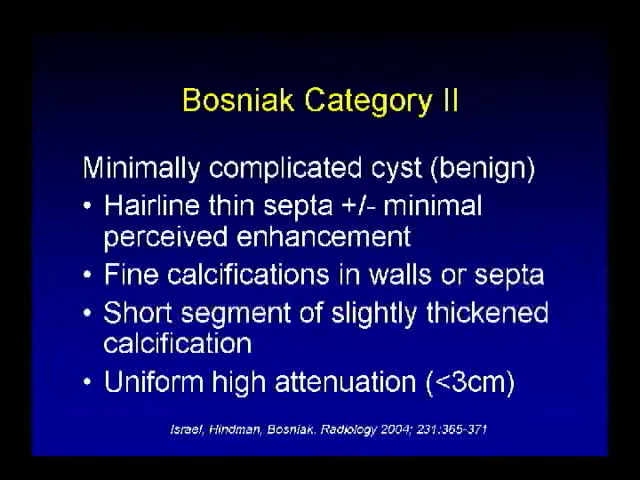 Bosniak Category II
Minimally complicated cyst (benign)
• Hairline thin septa +/- minimal
perceived enhancement
• Fine calcifications in walls or septa
• Short segment of slightly thickened
calcification
• Uniform high attenuation (<3cm)
Israel, Hindman, Bosniak. Radiology 2004; 231:365-371